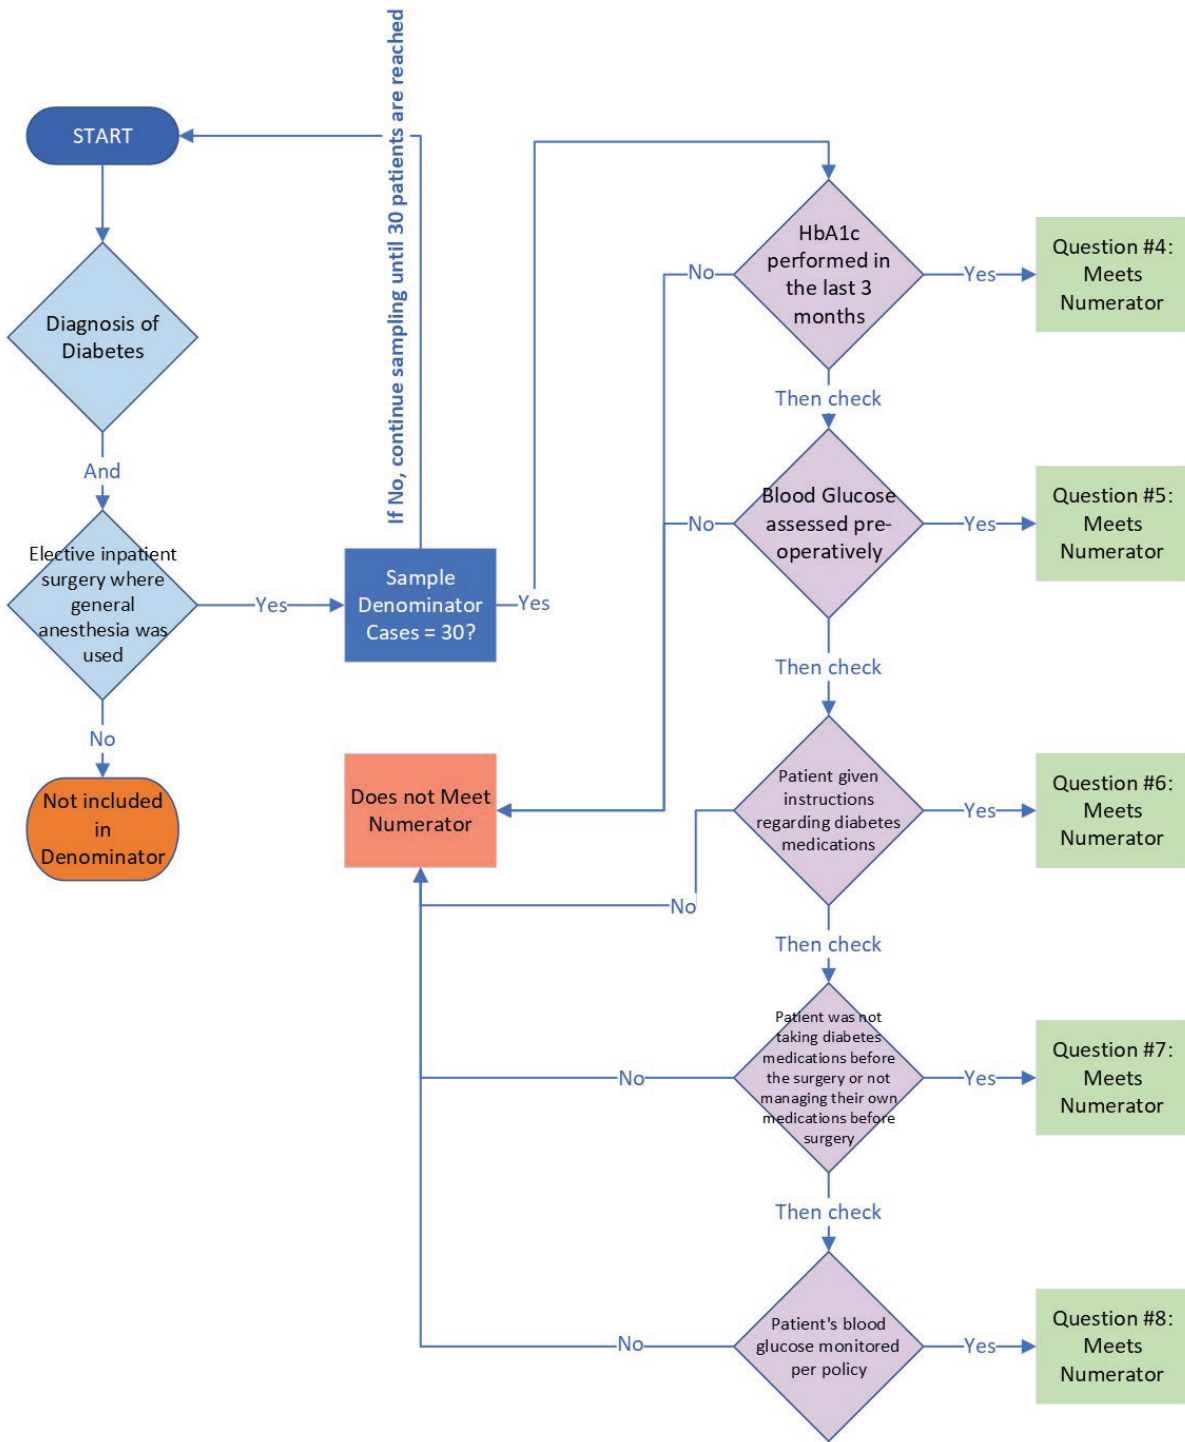 START
If No, continue sampling until 30 patients are reached
Diagnosis of
Diabetes
And
Elective inpatient
surgery where
general
anesthesia was
used
Yes
No
Not included
in
Denominator
Sample
Denominator
Cases = 30?
Yes
Does not Meet
Numerator
HbA1c
performed in
the last 3
months
No
Yes
Question #4:
Meets
Numerator
Then check
Blood Glucose
assessed pre-
operatively
No
Yes
Question #5:
Meets
Numerator
Then check
Patient given
instructions
regarding diabetes
medications
No
Yes
Question #6:
Meets
Numerator
Then check
Patient was not
taking diabetes
medications before
the surgery or not
managing their own
medications before
surgery
No
Yes
Question #7:
Meets
Numerator
Then check
Patient's blood
glucose monitored
per policy
No
Yes
Question #8:
Meets
Numerator